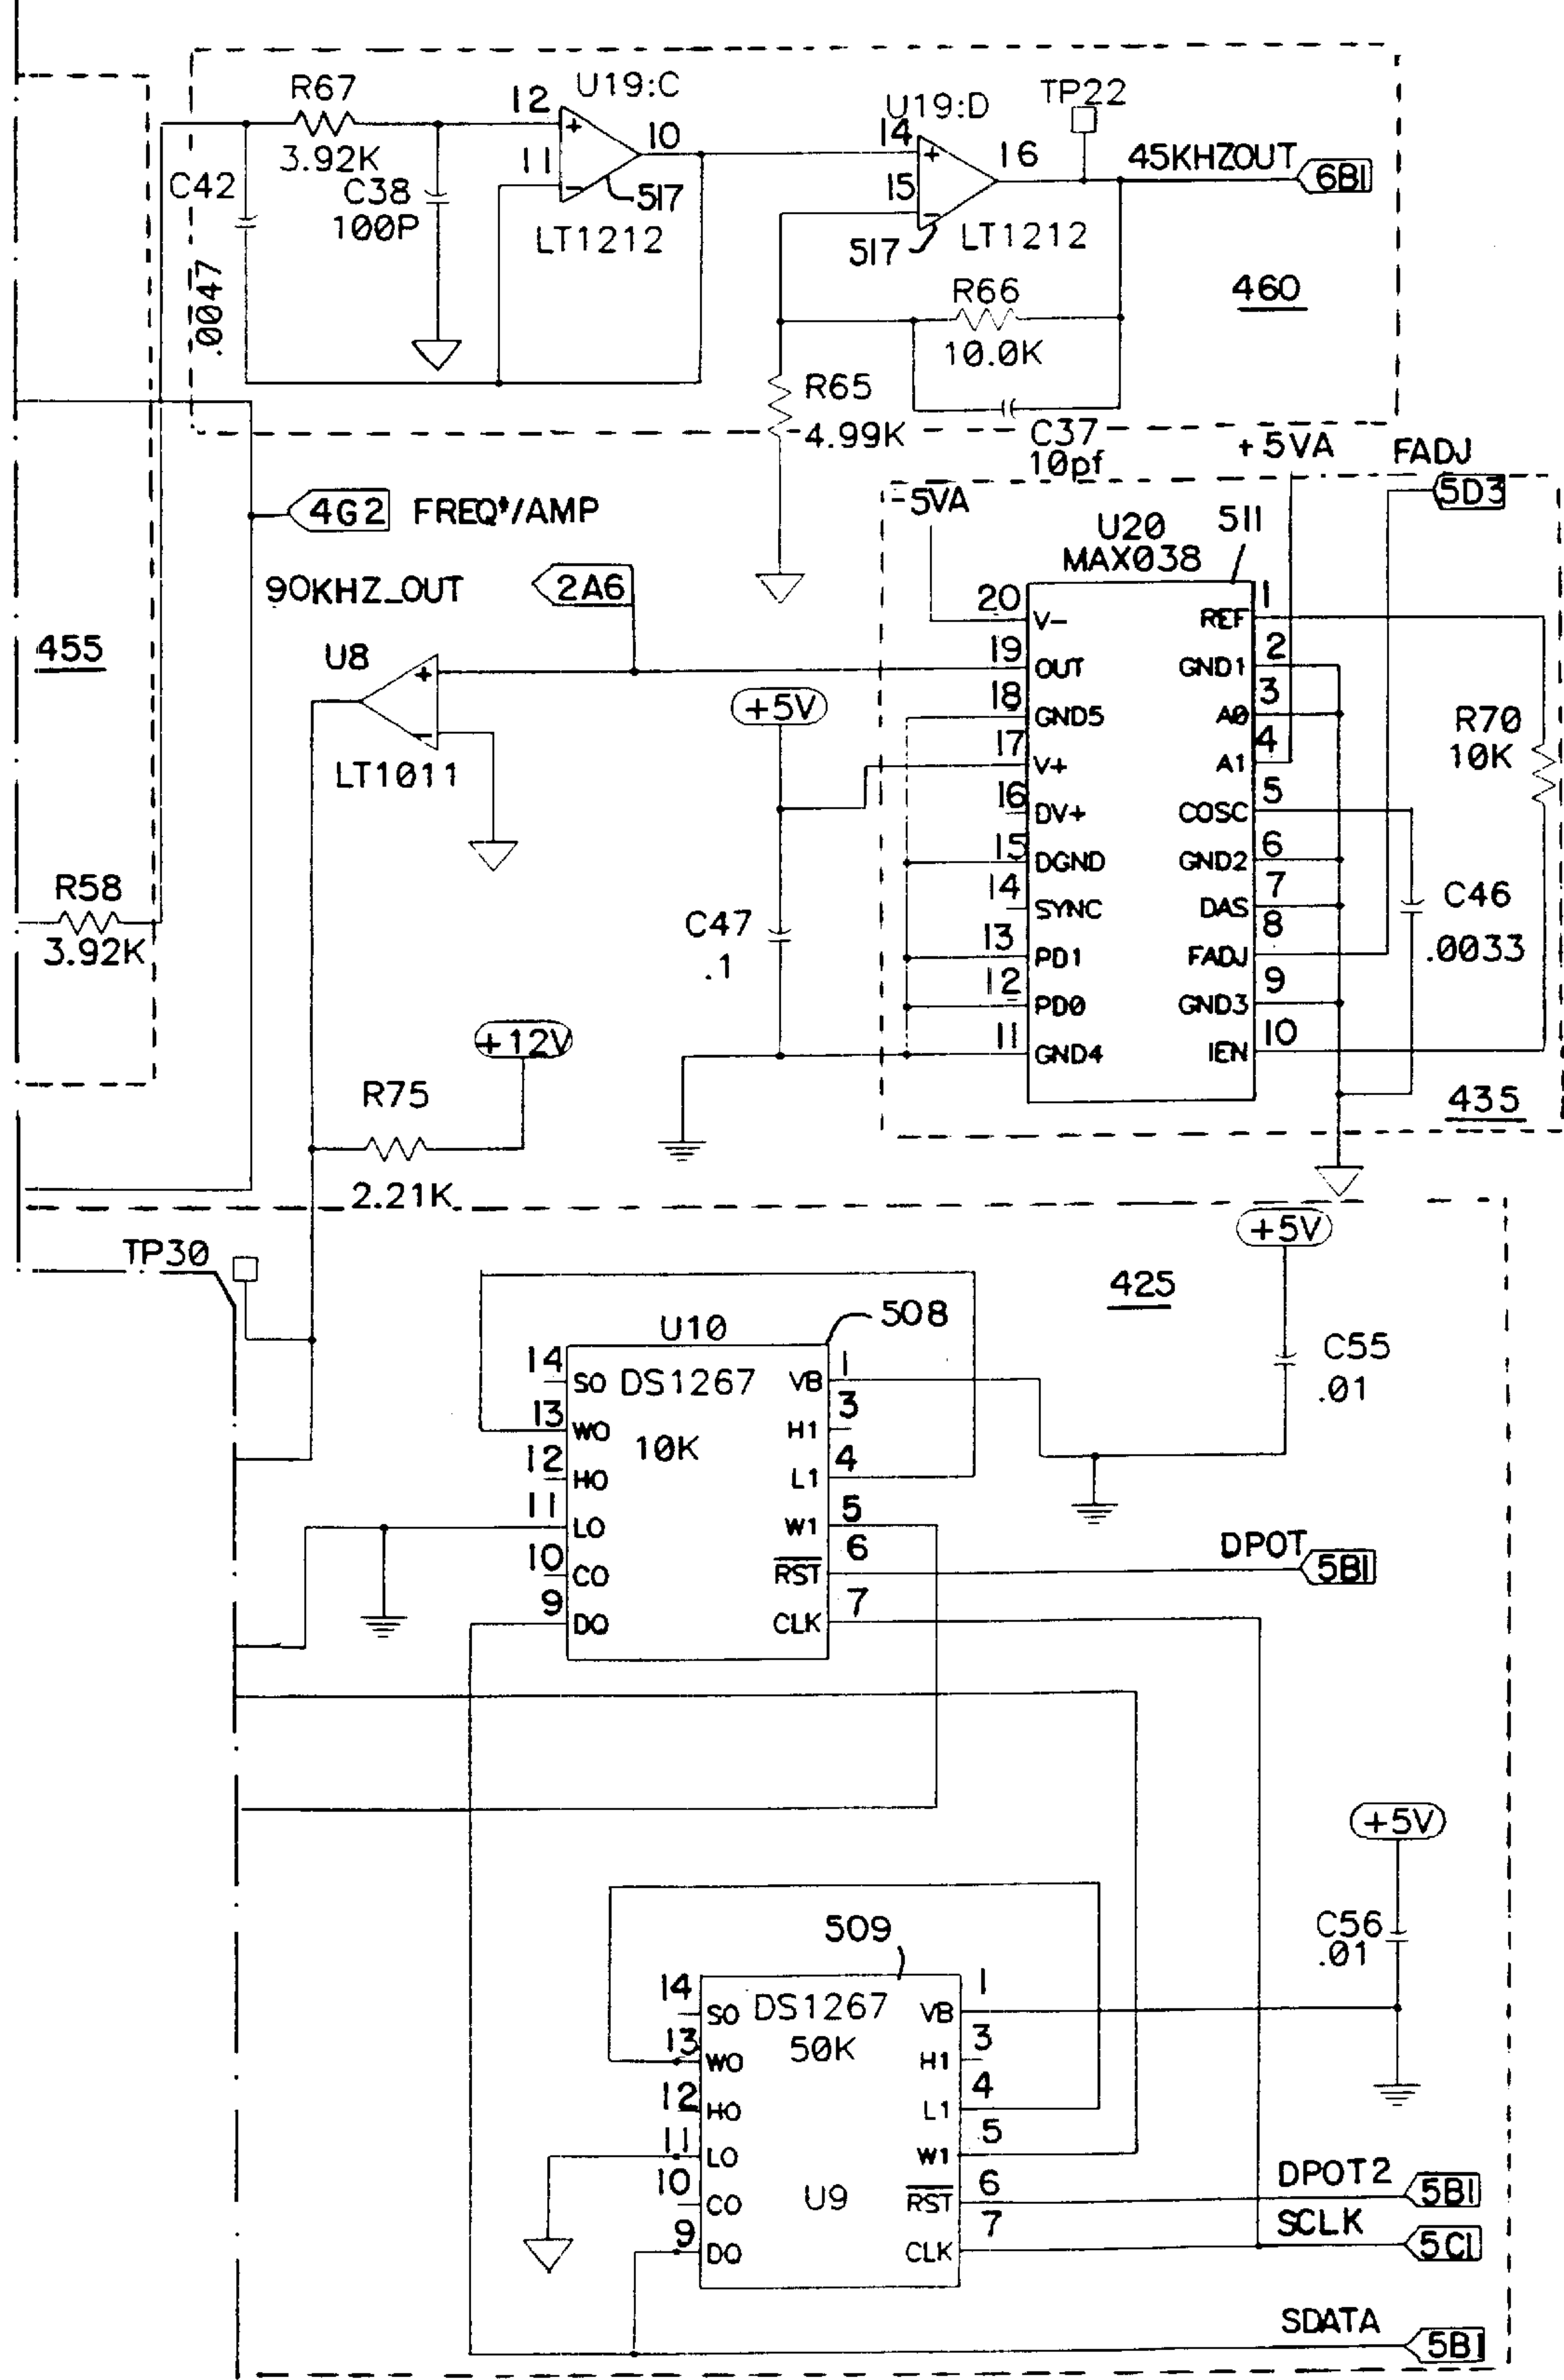 R67
3.92K
C42
.0047
C38
100P
12
11
10
U19:C
517
LT1212
U19:D
14
15
16
517
LT1212
TP22
45KHZOUT
6B1
460
R66
10.0K
R65
4.99K
C37
10pf
+5VA
FADJ
5D3
4G2
FREQ*/AMP
-5VA
U20
MAX038
511
90KHZ_OUT
2A6
455
U8
LT1011
+5V
20 V-
19 OUT
18 GND5
17 V+
16 DV+
15 DGND
14 SYNC
13 PD1
12 PD0
11 GND4
REF 1
GND1 2
A0 3
A1 4
COSC 5
GND2 6
DAS 7
FADJ 8
GND3 9
IEN 10
R70
10K
C46
.0033
435
R58
3.92K
C47
.1
+12V
R75
2.21K
TP30
+5V
425
C55
.01
U10
508
DS1267
10K
14 SO
13 WO
12 HO
11 LO
10 CO
9 DQ
VB 1
H1 3
L1 4
W1 5
RST 6
CLK 7
DPOT
5B1
+5V
C56
.01
509
DS1267
50K
U9
14 SO
13 WO
12 HO
11 LO
10 CO
9 DQ
VB 1
H1 3
L1 4
W1 5
RST 6
CLK 7
DPOT2
5B1
SCLK
5C1
SDATA
5B1